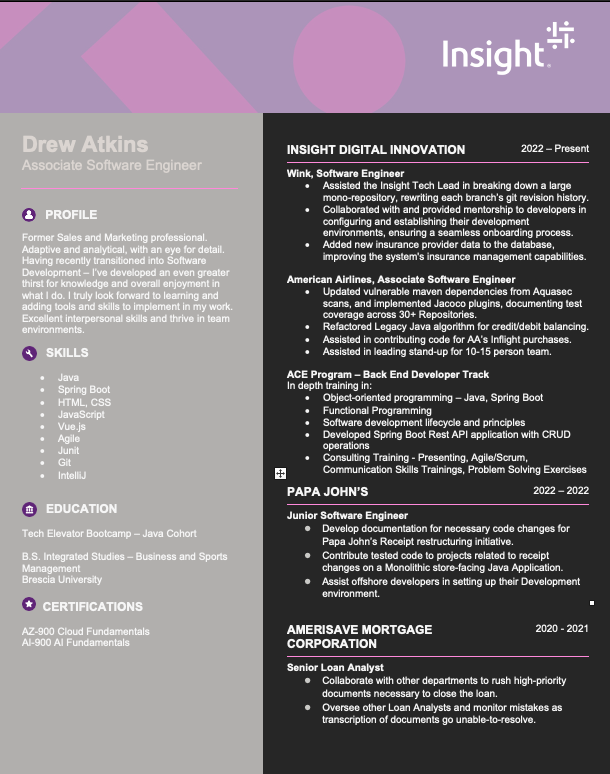 Insight
Drew Atkins
Associate Software Engineer
PROFILE
Former Sales and Marketing professional.
Adaptive and analytical, with an eye for detail.
Having recently transitioned into Software
Development – I've developed an even greater
thirst for knowledge and overall enjoyment in
what I do. I truly look forward to learning and
adding tools and skills to implement in my work.
Excellent interpersonal skills and thrive in team
environments.
SKILLS
• Java
• Spring Boot
• HTML, CSS
• JavaScript
• Vue.js
• Agile
• Junit
• Git
• IntelliJ
EDUCATION
Tech Elevator Bootcamp – Java Cohort
B.S. Integrated Studies – Business and Sports
Management
Brescia University
CERTIFICATIONS
AZ-900 Cloud Fundamentals
AI-900 AI Fundamentals
INSIGHT DIGITAL INNOVATION 2022 – Present
Wink, Software Engineer
• Assisted the Insight Tech Lead in breaking down a large
mono-repository, rewriting each branch's git revision history.
• Collaborated with and provided mentorship to developers in
configuring and establishing their development
environments, ensuring a seamless onboarding process.
• Added new insurance provider data to the database,
improving the system's insurance management capabilities.
American Airlines, Associate Software Engineer
• Updated vulnerable maven dependencies from Aquasec
scans, and implemented Jacoco plugins, documenting test
coverage across 30+ Repositories.
• Refactored Legacy Java algorithm for credit/debit balancing.
• Assisted in contributing code for AA's Inflight purchases.
• Assisted in leading stand-up for 10-15 person team.
ACE Program – Back End Developer Track
In depth training in:
• Object-oriented programming – Java, Spring Boot
• Functional Programming
• Software development lifecycle and principles
• Developed Spring Boot Rest API application with CRUD
operations
• Consulting Training - Presenting, Agile/Scrum,
Communication Skills Trainings, Problem Solving Exercises
PAPA JOHN'S 2022 – 2022
Junior Software Engineer
• Develop documentation for necessary code changes for
Papa John's Receipt restructuring initiative.
• Contribute tested code to projects related to receipt
changes on a Monolithic store-facing Java Application.
• Assist offshore developers in setting up their Development
environment.
AMERISAVE MORTGAGE 2020 - 2021
CORPORATION
Senior Loan Analyst
• Collaborate with other departments to rush high-priority
documents necessary to close the loan.
• Oversee other Loan Analysts and monitor mistakes as
transcription of documents go unable-to-resolve.